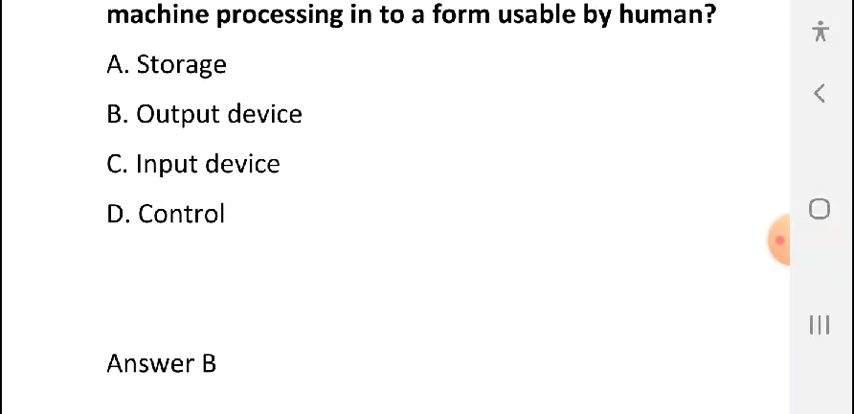 machine processing in to a form usable by human?
A. Storage
B. Output device
C. Input device
D. Control
Answer B